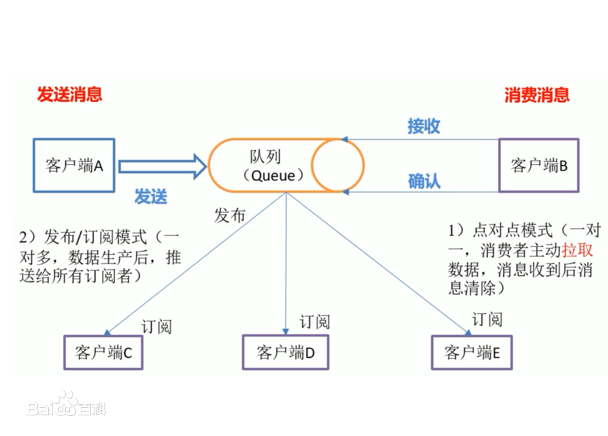 发送消息
消费消息
客户端A
发送
队列
（Queue）
接收
确认
客户端B
发布
2）发布/订阅模式（一
对多，数据生产后，推
送给所有订阅者）
1）点对点模式（一对
一，消费者主动拉取
数据，消息收到后消
息清除）
订阅
订阅
订阅
客户端C
客户端D
客户端E
Bai百科